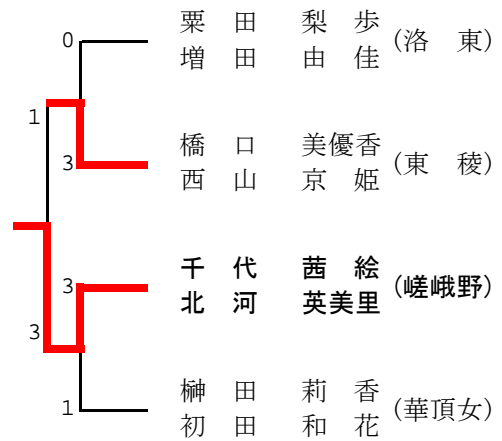 0
粟田 梨歩
増田 由佳
(洛東)
1
3
橋口 美優香
西山 京姫
(東稜)
3
千代 茜絵
北河 英美里
(嵯峨野)
3
1
榊田 莉香
初田 和花
(華頂女)